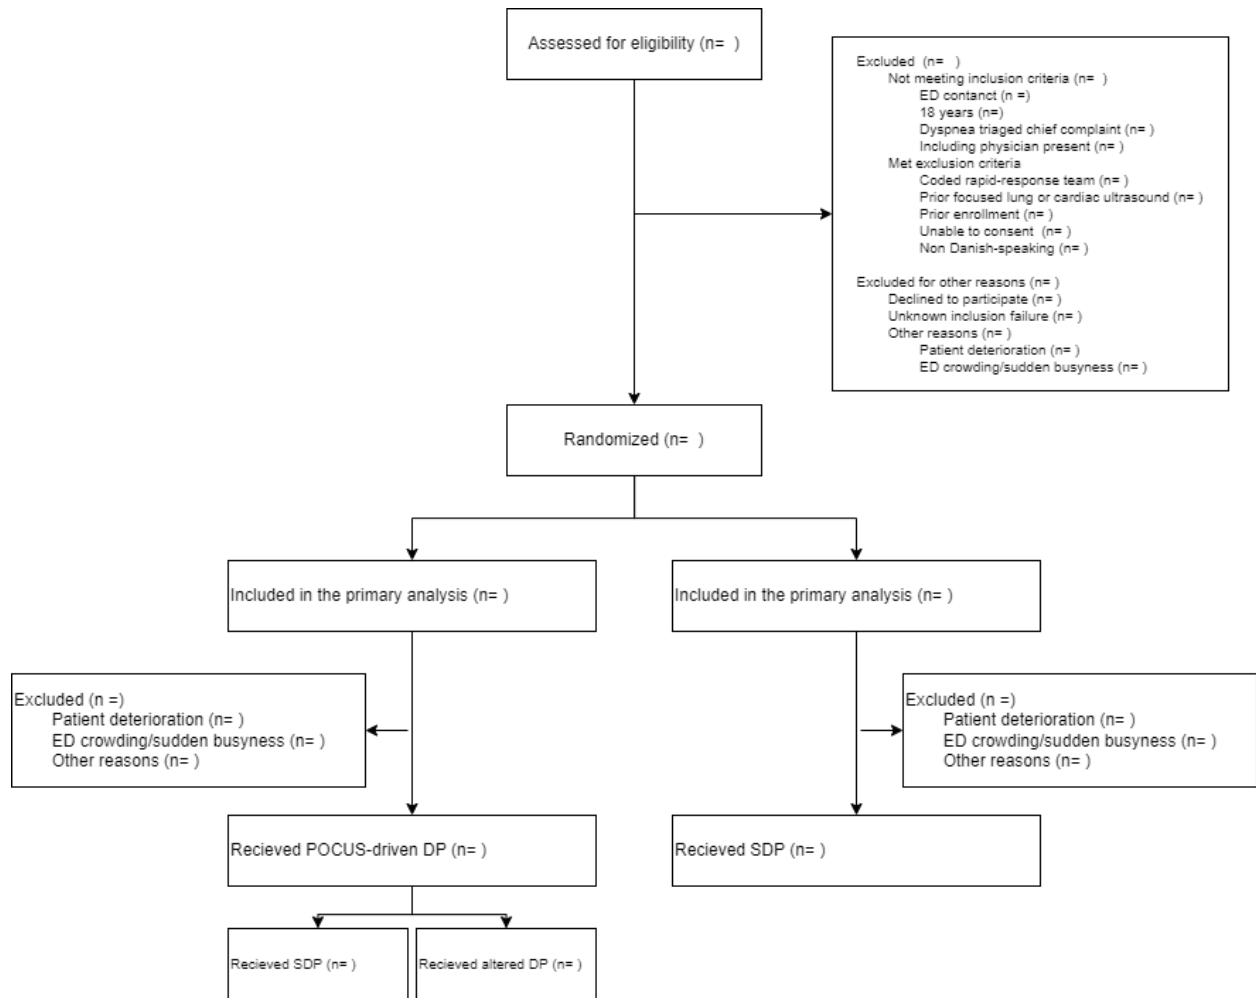 Assessed for eligibility (n=  )
Excluded  (n=   )
Not meeting inclusion criteria (n=  )
ED contanct (n =)
18 years (n=)
Dyspnea triaged chief complaint (n= )
Including physician present (n= )
Met exclusion criteria
Coded rapid-response team (n= )
Prior focused lung or cardiac ultrasound (n= )
Prior enrollment (n= )
Unable to consent  (n= )
Non Danish-speaking (n= )
Excluded for other reasons (n= )
Declined to participate (n= )
Unknown inclusion failure (n= )
Other reasons (n= )
Patient deterioration (n= )
ED crowding/sudden busyness (n= )
Randomized (n=  )
Included in the primary analysis (n= )
Included in the primary analysis (n= )
Excluded (n =)
Patient deterioration (n= )
ED crowding/sudden busyness (n= )
Other reasons (n= )
Excluded (n =)
Patient deterioration (n= )
ED crowding/sudden busyness (n= )
Other reasons (n= )
Recieved POCUS-driven DP (n= )
Recieved SDP (n= )
Recieved SDP (n= )
Recieved altered DP (n= )